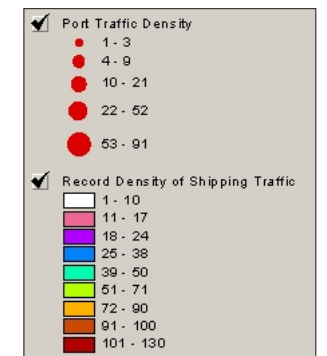 Port Traffic Density
1 - 3
4 - 9
10 - 21
22 - 52
53 - 91
Record Density of Shipping Traffic
1 - 10
11 - 17
18 - 24
25 - 38
39 - 50
51 - 71
72 - 90
91 - 100
101 - 130